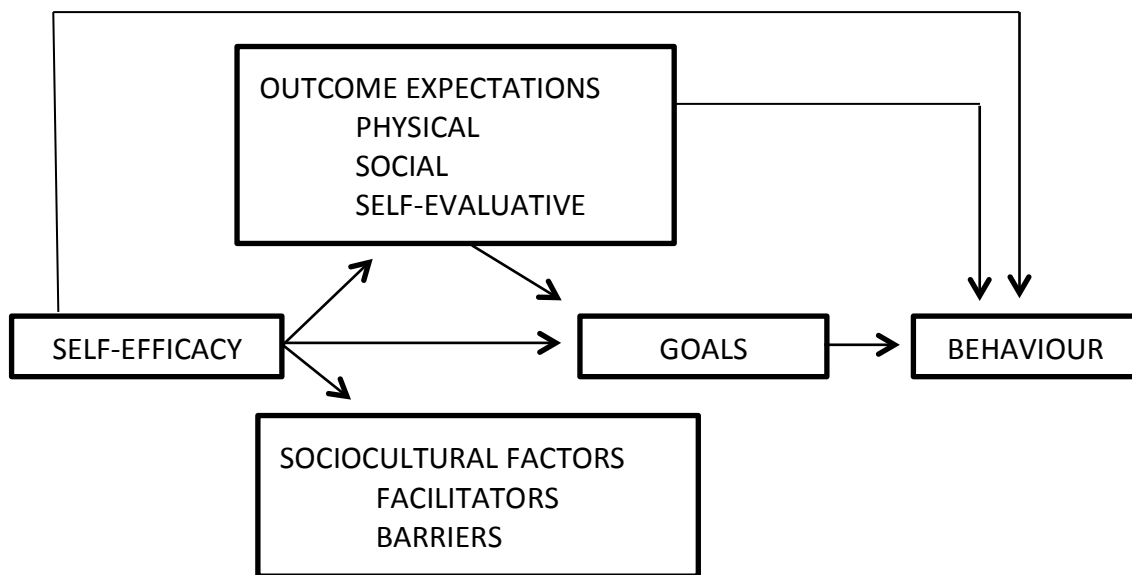 OUTCOME EXPECTATIONS
PHYSICAL
SOCIAL
SELF-EVALUATIVE
SELF-EFFICACY
GOALS
BEHAVIOUR
SOCIOCULTURAL FACTORS
FACILITATORS
BARRIERS